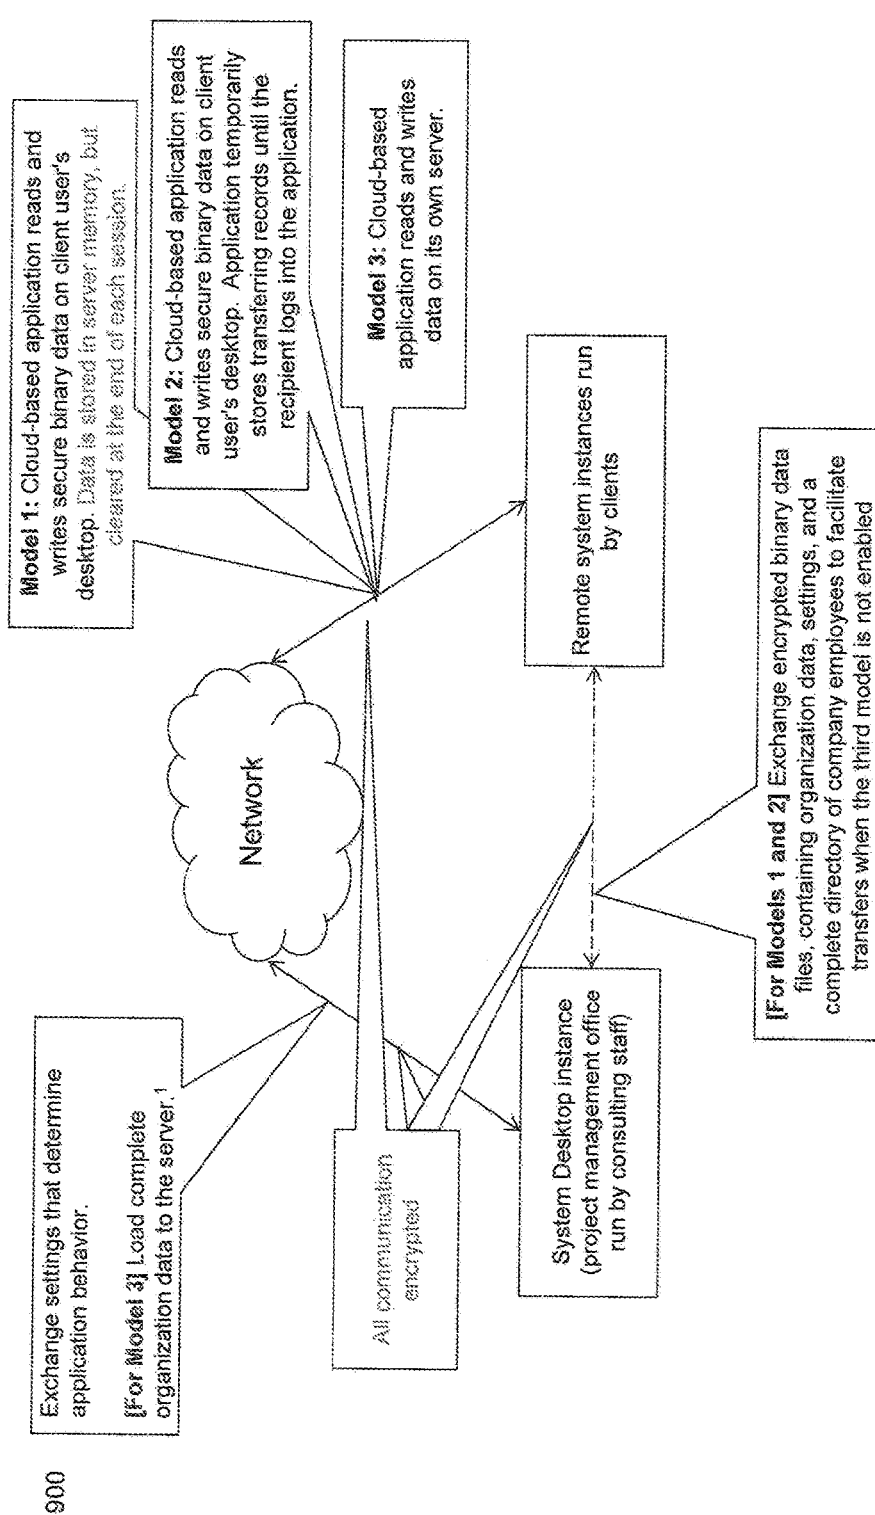 900
Exchange settings that determine
application behavior.
[For Model 3] Load complete
organization data to the server.¹
Network
Model 1: Cloud-based application reads and
writes secure binary data on client user's
desktop. Data is stored in server memory, but
cleared at the end of each session.
Model 2: Cloud-based application reads
and writes secure binary data on client
user's desktop. Application temporarily
stores transferring records until the
recipient logs into the application.
Model 3: Cloud-based
application reads and writes
data on its own server.
All communication
encrypted
System Desktop instance
(project management office
run by consulting staff)
Remote system instances run
by clients
[For Models 1 and 2] Exchange encrypted binary data
files, containing organization data, settings, and a
complete directory of company employees to facilitate
transfers when the third model is not enabled